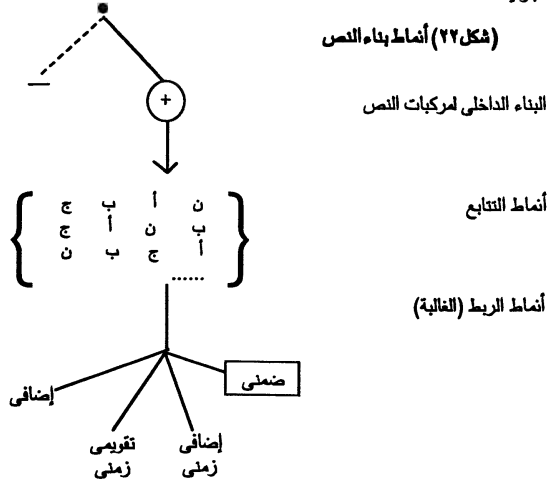 (شكل٢٢) أنماط بناء النص
+
البناء الداخلى لمركبات النص
أنماط التتابع
ن أ ب ج
ب ن أ ج
أ ج ب ن
......
أنماط الربط (الغالبة)
ضمنى
إضافى
إضافى زمنى
تقويمى زمنى